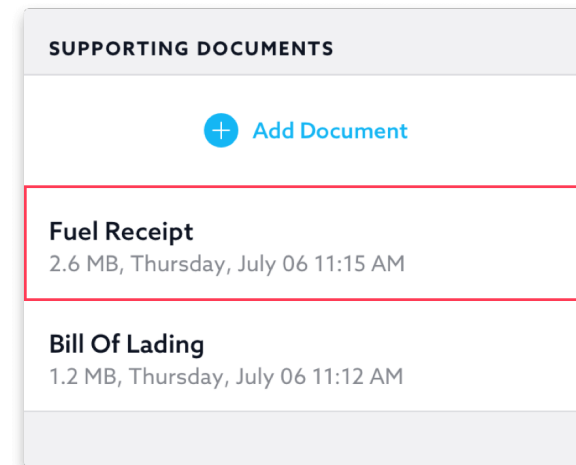 SUPPORTING DOCUMENTS
Add Document
Fuel Receipt
2.6 MB, Thursday, July 06 11:15 AM
Bill Of Lading
1.2 MB, Thursday, July 06 11:12 AM